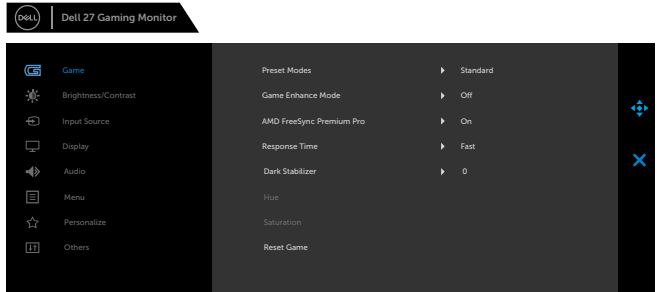 DELL
Dell 27 Gaming Monitor
Game
Preset Modes
Standard
Brightness/Contrast
Game Enhance Mode
Off
Input Source
AMD FreeSync Premium Pro
On
Display
Response Time
Fast
Audio
Dark Stabilizer
0
Menu
Hue
Personalize
Saturation
Others
Reset Game